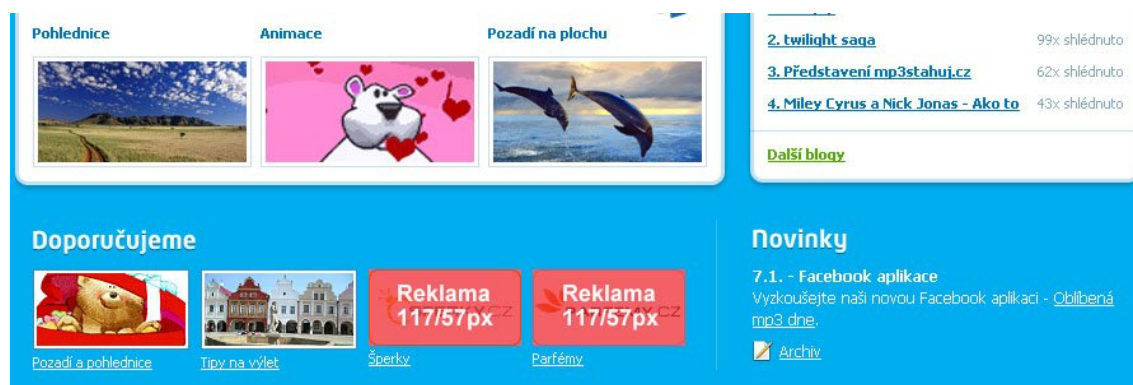 Pohlednice
Animace
Pozadí na plochu
2. twilight saga 99x shlédnuto
3. Představení mp3stahuj.cz 62x shlédnuto
4. Miley Cyrus a Nick Jonas - Ako to 43x shlédnuto
Další blogy
Doporučujeme
Reklama
117/57px
Reklama
117/57px
Pozadí a pohlednice
Tipy na výlet
Šperky
Parfémy
Novinky
7.1. - Facebook aplikace
Vyzkoušejte naši novou Facebook aplikaci - Oblíbená
mp3 dne.
Archiv